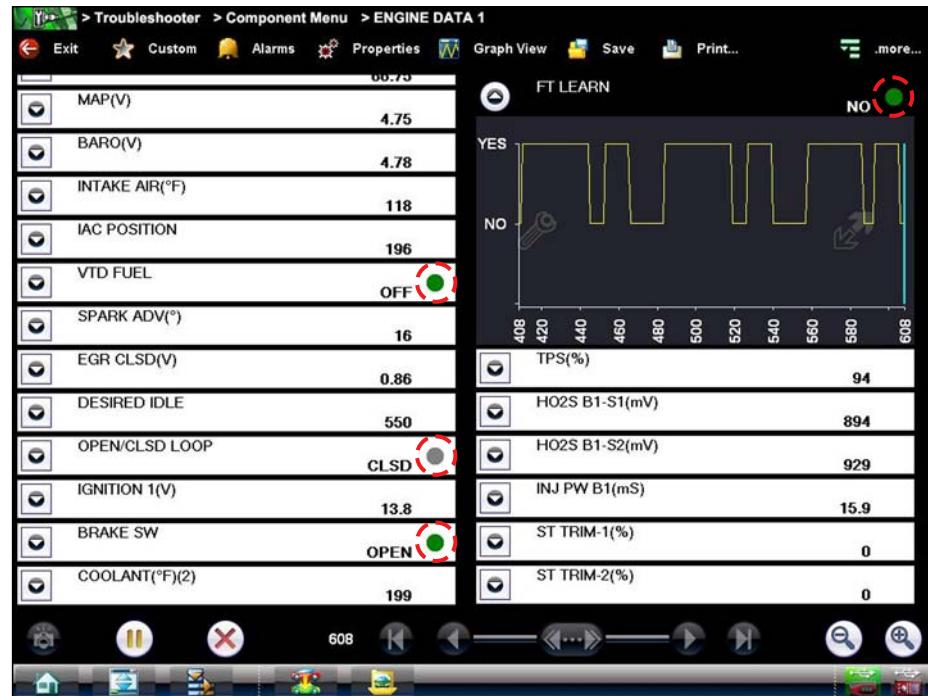 > Troubleshooter > Component Menu > ENGINE DATA 1
Exit Custom Alarms Properties Graph View Save Print... .more...
66.75
MAP(V)
4.75
BARO(V)
4.78
INTAKE AIR(°F)
118
IAC POSITION
196
VTD FUEL
OFF
SPARK ADV(°)
16
EGR CLSD(V)
0.86
DESIRED IDLE
550
OPEN/CLSD LOOP
CLSD
IGNITION 1(V)
13.8
BRAKE SW
OPEN
COOLANT(°F)(2)
199
FT LEARN
NO
YES
NO
408 420 440 460 480 500 520 540 560 580 608
TPS(%)
94
HO2S B1-S1(mV)
894
HO2S B1-S2(mV)
929
INJ PW B1(mS)
15.9
ST TRIM-1(%)
0
ST TRIM-2(%)
0
608